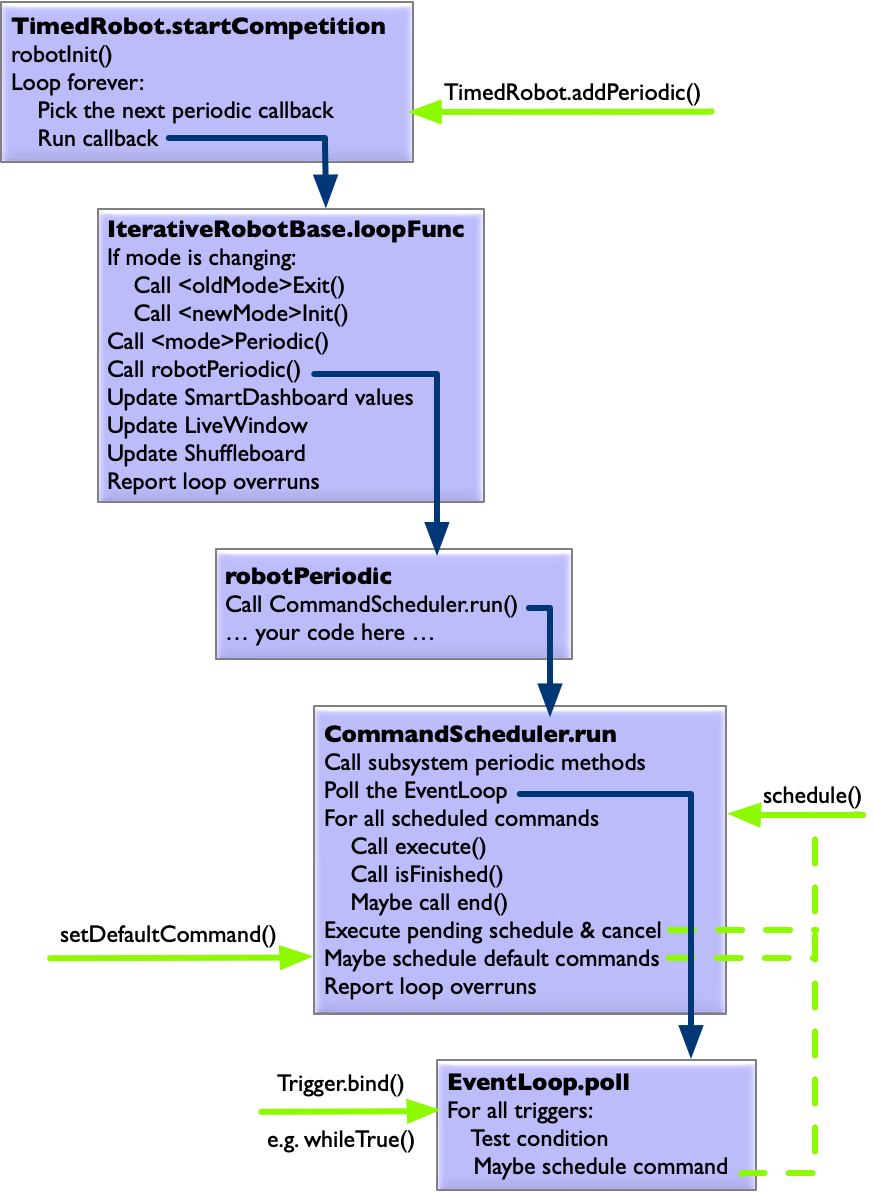 TimedRobot.startCompetition
robotInit()
Loop forever:
Pick the next periodic callback
Run callback
TimedRobot.addPeriodic()
IterativeRobotBase.loopFunc
If mode is changing:
Call <oldMode>Exit()
Call <newMode>Init()
Call <mode>Periodic()
Call robotPeriodic()
Update SmartDashboard values
Update LiveWindow
Update Shuffleboard
Report loop overruns
robotPeriodic
Call CommandScheduler.run()
… your code here …
CommandScheduler.run
Call subsystem periodic methods
Poll the EventLoop
For all scheduled commands
Call execute()
Call isFinished()
Maybe call end()
Execute pending schedule & cancel
Maybe schedule default commands
Report loop overruns
schedule()
setDefaultCommand()
EventLoop.poll
For all triggers:
Test condition
Maybe schedule command
Trigger.bind()
e.g. whileTrue()